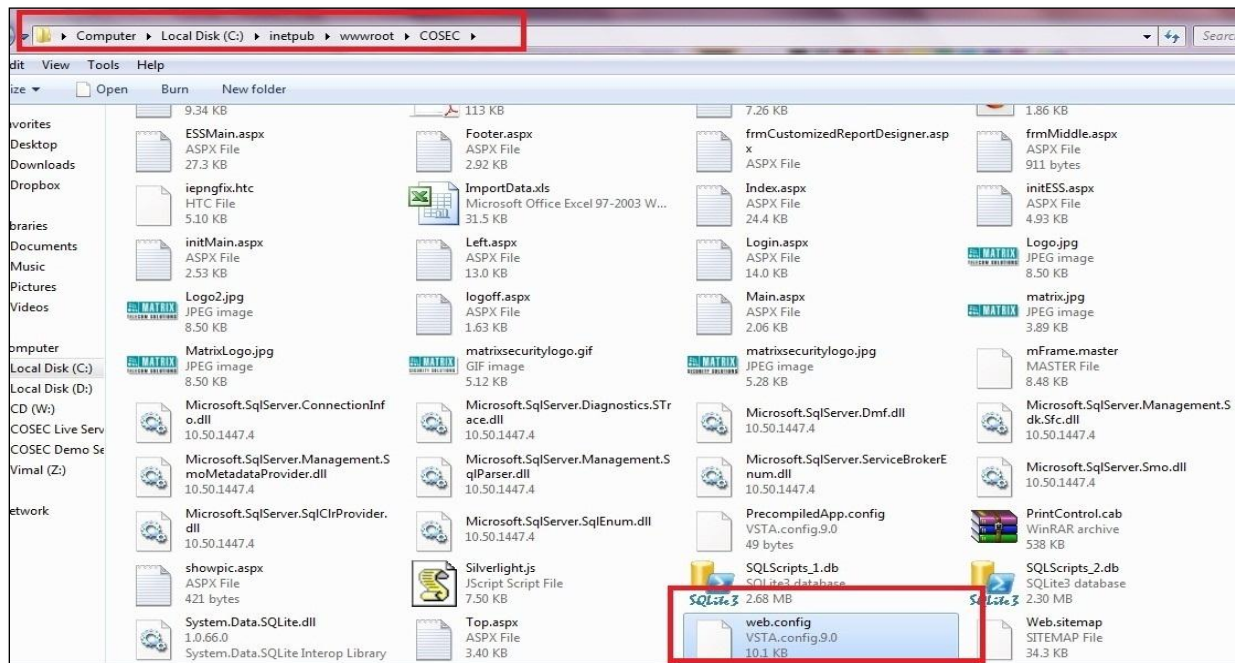 Computer ▸ Local Disk (C:) ▸ inetpub ▸ wwwroot ▸ COSEC ▸
Searc
dit View Tools Help
ize Open Burn New folder
9.34 KB
113 KB
7.26 KB
1.86 KB
avorites
Desktop
Downloads
Dropbox
braries
Documents
Music
Pictures
Videos
omputer
Local Disk (C:)
Local Disk (D:)
CD (W:)
COSEC Live Serv
COSEC Demo Se
Vimal (Z:)
etwork
ESSMain.aspx
ASPX File
27.3 KB
Footer.aspx
ASPX File
2.92 KB
frmCustomizedReportDesigner.asp
x
ASPX File
frmMiddle.aspx
ASPX File
911 bytes
iepngfix.htc
HTC File
5.10 KB
ImportData.xls
Microsoft Office Excel 97-2003 W...
31.5 KB
Index.aspx
ASPX File
24.4 KB
initESS.aspx
ASPX File
4.93 KB
initMain.aspx
ASPX File
2.53 KB
Left.aspx
ASPX File
13.0 KB
Login.aspx
ASPX File
14.0 KB
MATRIX
Logo.jpg
JPEG image
8.50 KB
MATRIX
Logo2.jpg
JPEG image
8.50 KB
logoff.aspx
ASPX File
1.63 KB
Main.aspx
ASPX File
2.06 KB
MATRIX
matrix.jpg
JPEG image
3.89 KB
MATRIX
MatrixLogo.jpg
JPEG image
8.50 KB
MATRIX
matrixsecuritylogo.gif
GIF image
5.12 KB
MATRIX
matrixsecuritylogo.jpg
JPEG image
5.28 KB
mFrame.master
MASTER File
8.48 KB
Microsoft.SqlServer.ConnectionInf
o.dll
10.50.1447.4
Microsoft.SqlServer.Diagnostics.STr
ace.dll
10.50.1447.4
Microsoft.SqlServer.Dmf.dll
10.50.1447.4
Microsoft.SqlServer.Management.S
dk.Sfc.dll
10.50.1447.4
Microsoft.SqlServer.Management.S
moMetadataProvider.dll
10.50.1447.4
Microsoft.SqlServer.Management.S
qlParser.dll
10.50.1447.4
Microsoft.SqlServer.ServiceBrokerE
num.dll
10.50.1447.4
Microsoft.SqlServer.Smo.dll
10.50.1447.4
Microsoft.SqlServer.SqlClrProvider.
dll
10.50.1447.4
Microsoft.SqlServer.SqlEnum.dll
10.50.1447.4
PrecompiledApp.config
VSTA.config.9.0
49 bytes
PrintControl.cab
WinRAR archive
538 KB
showpic.aspx
ASPX File
421 bytes
Silverlight.js
JScript Script File
7.50 KB
SQLite3
SQLScripts_1.db
SQLite3 database
2.68 MB
SQLite3
SQLScripts_2.db
SQLite3 database
2.30 MB
System.Data.SQLite.dll
1.0.66.0
System.Data.SQLite Interop Library
Top.aspx
ASPX File
3.40 KB
web.config
VSTA.config.9.0
10.1 KB
Web.sitemap
SITEMAP File
34.3 KB